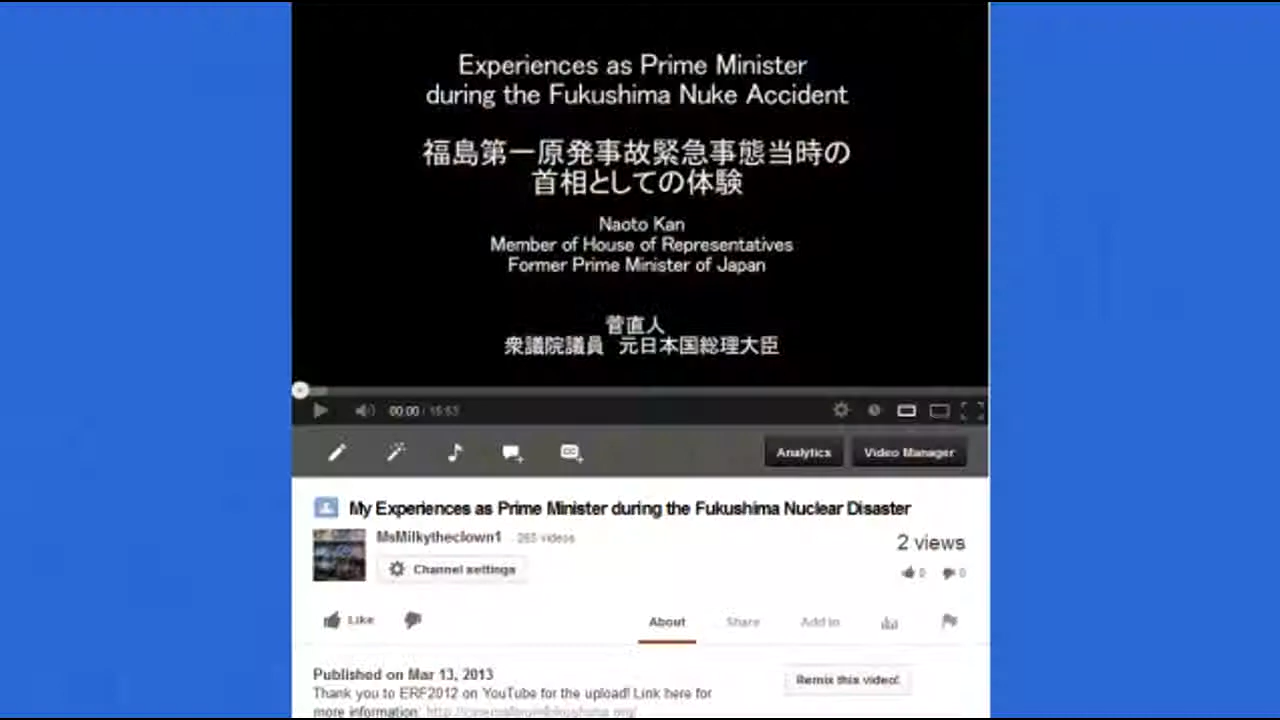 Experiences as Prime Minister
during the Fukushima Nuke Accident
福島第一原発事故緊急事態当時の
首相としての体験
Naoto Kan
Member of House of Representatives
Former Prime Minister of Japan
菅直人
衆議院議員 元日本国総理大臣
00:00 /
Analytics
Video Manager
My Experiences as Prime Minister during the Fukushima Nuclear Disaster
MsMilkytheclown1 265 videos
2 views
Channel settings
0 0
Like
About
Share
Add to
Published on Mar 13, 2013
Remix this video!
Thank you to ERF2012 on YouTube for the upload! Link here for
more information: